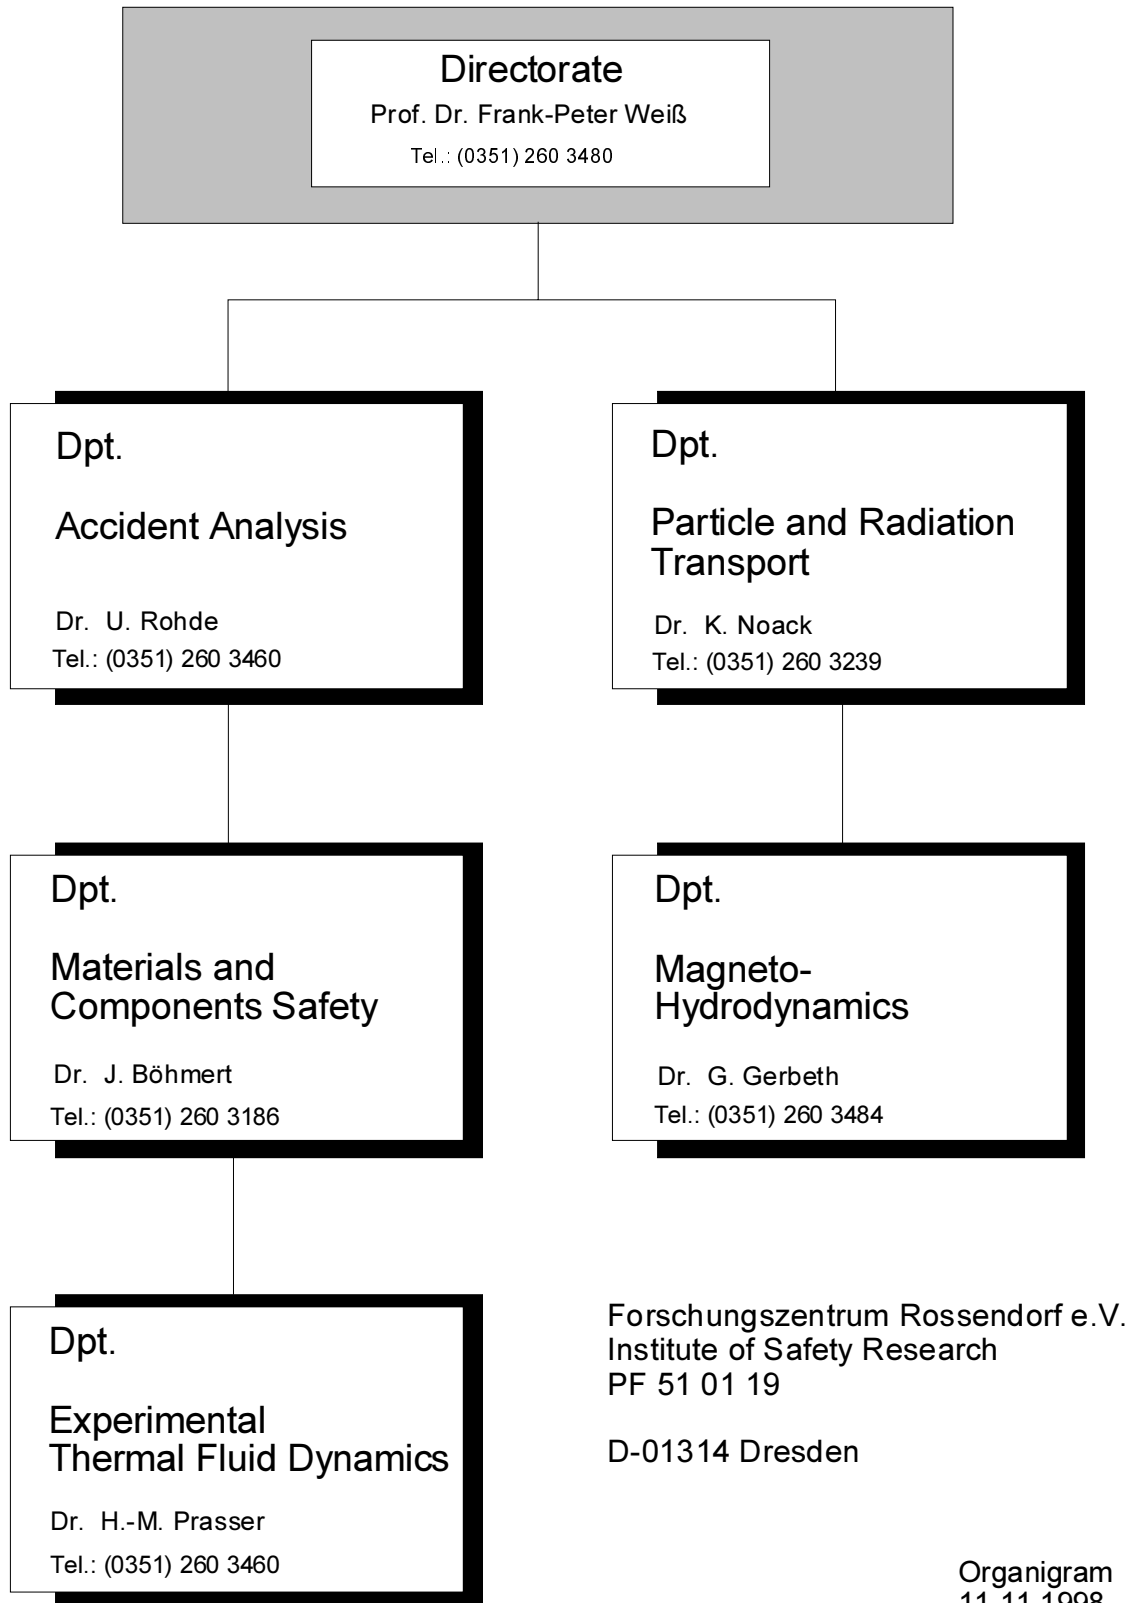 Directorate
Prof. Dr. Frank-Peter Weiß
Tel.: (0351) 260 3480
Dpt.
Accident Analysis
Dr. U. Rohde
Tel.: (0351) 260 3460
Dpt.
Particle and Radiation
Transport
Dr. K. Noack
Tel.: (0351) 260 3239
Dpt.
Materials and
Components Safety
Dr. J. Böhmert
Tel.: (0351) 260 3186
Dpt.
Magneto-
Hydrodynamics
Dr. G. Gerbeth
Tel.: (0351) 260 3484
Dpt.
Experimental
Thermal Fluid Dynamics
Dr. H.-M. Prasser
Tel.: (0351) 260 3460
Forschungszentrum Rossendorf e.V.
Institute of Safety Research
PF 51 01 19
D-01314 Dresden
Organigram
11.11.1998